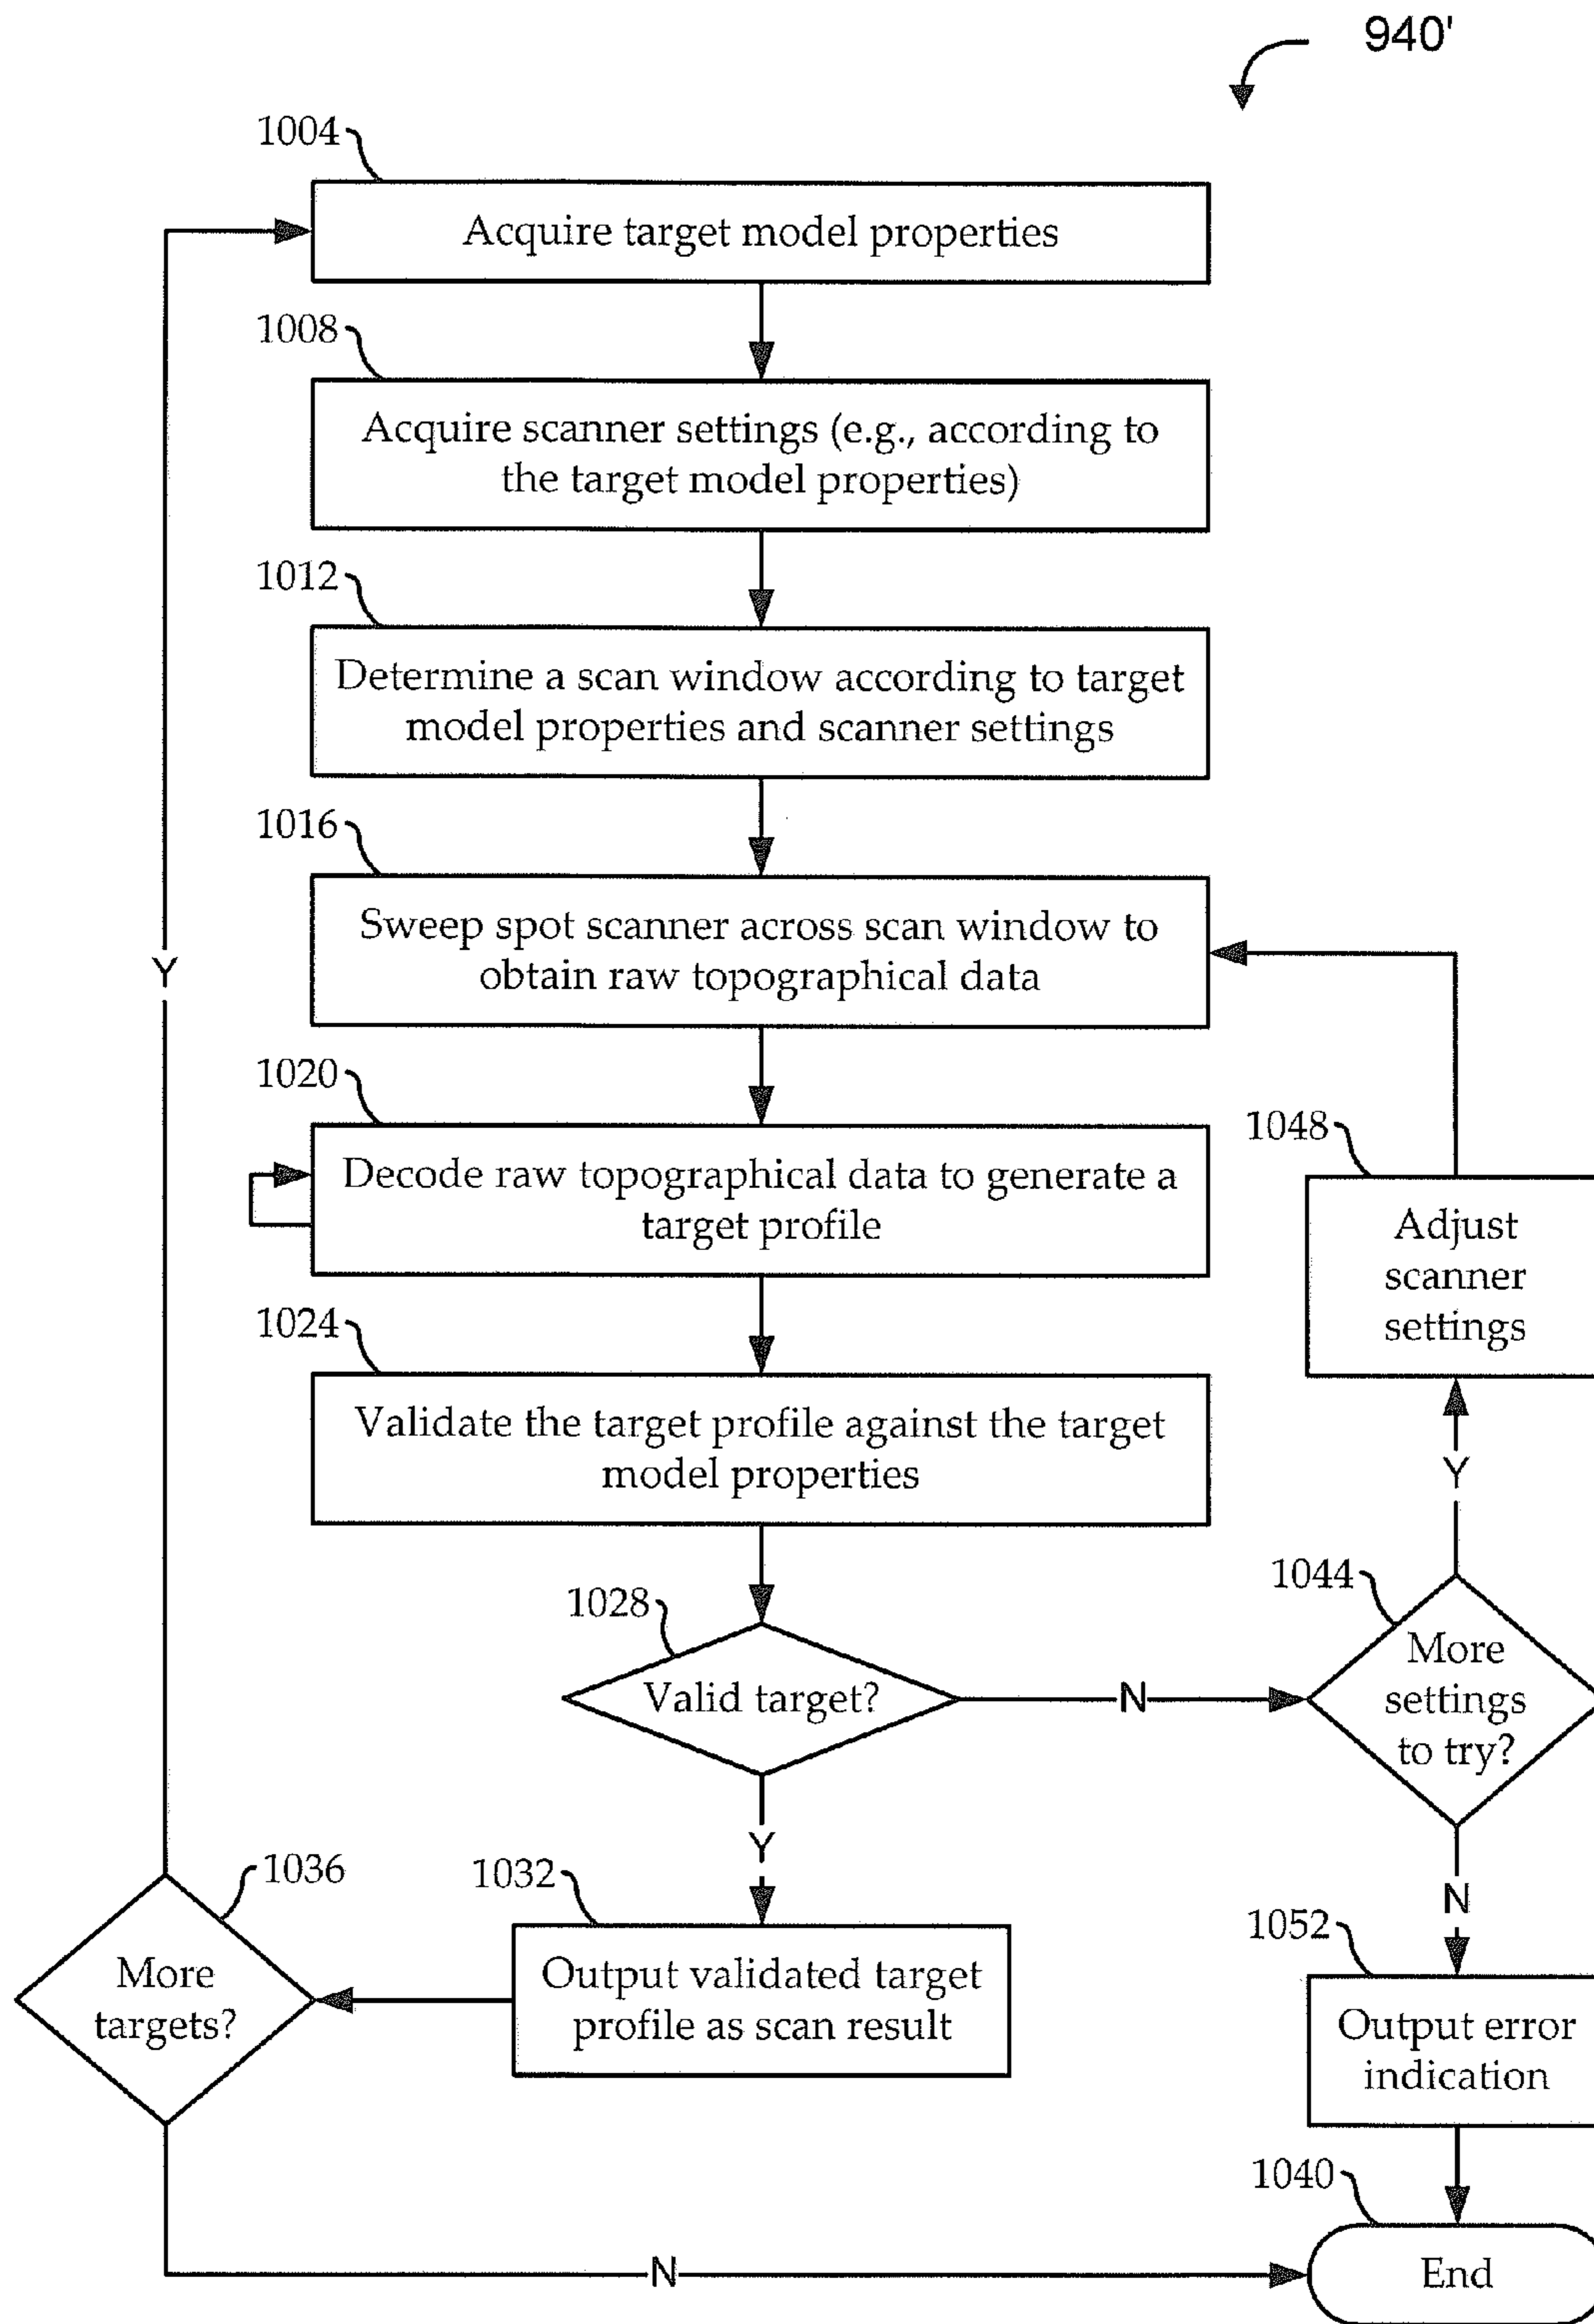 940'
1004
Acquire target model properties
1008
Acquire scanner settings (e.g., according to
the target model properties)
1012
Determine a scan window according to target
model properties and scanner settings
1016
Sweep spot scanner across scan window to
obtain raw topographical data
Y
1020
Decode raw topographical data to generate a
target profile
1048
Adjust
scanner
settings
1024
Validate the target profile against the target
model properties
Y
1044
More
settings
to try?
1028
Valid target?
N
Y
N
1036
More
targets?
1032
Output validated target
profile as scan result
1052
Output error
indication
1040
End
N